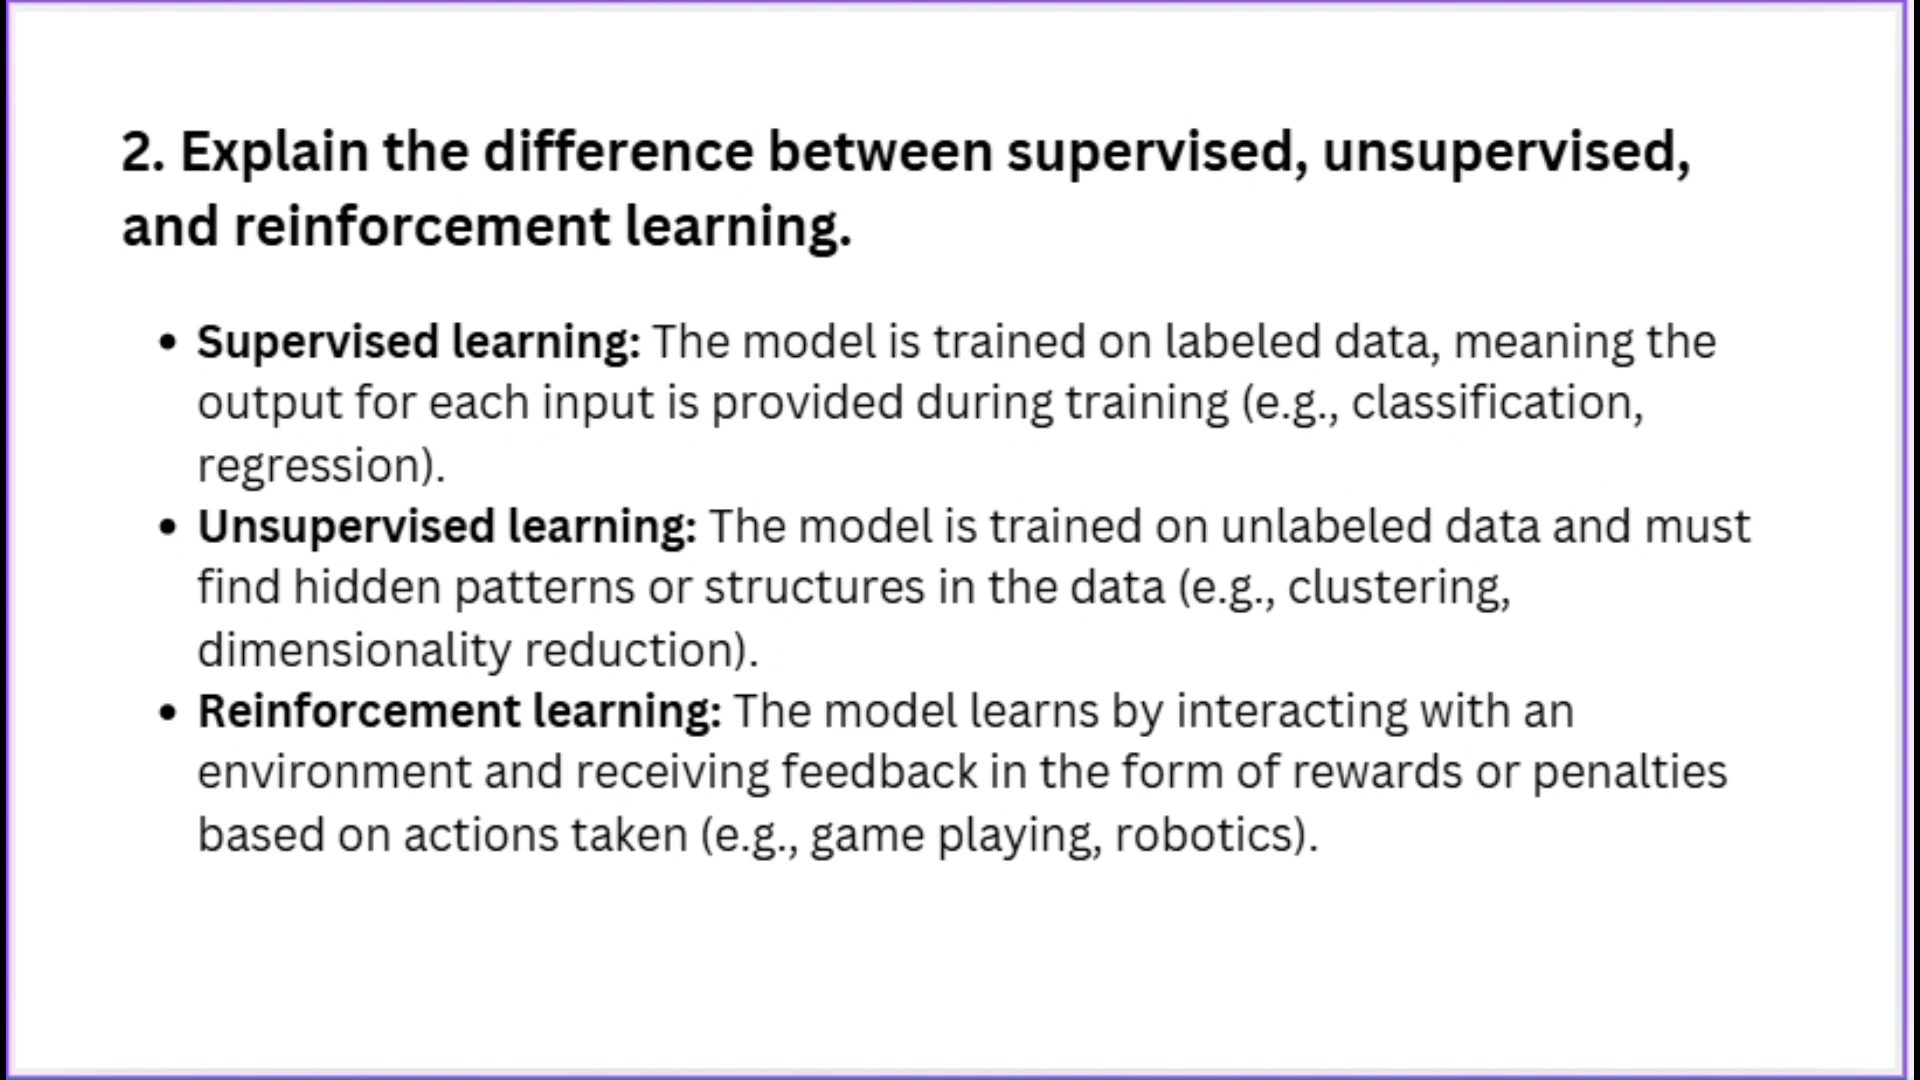 2. Explain the difference between supervised, unsupervised,
and reinforcement learning.
• Supervised learning: The model is trained on labeled data, meaning the
output for each input is provided during training (e.g., classification,
regression).
• Unsupervised learning: The model is trained on unlabeled data and must
find hidden patterns or structures in the data (e.g., clustering,
dimensionality reduction).
• Reinforcement learning: The model learns by interacting with an
environment and receiving feedback in the form of rewards or penalties
based on actions taken (e.g., game playing, robotics).